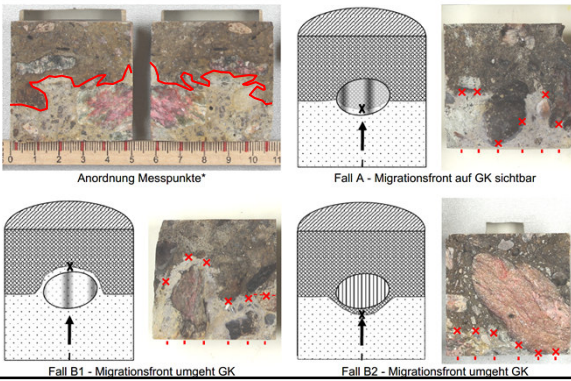 0 1 2 3 4 5 6 7 8 9 10 11
Anordnung Messpunkte*
Fall A - Migrationsfront auf GK sichtbar
X
X
X
Fall B1 - Migrationsfront umgeht GK
Fall B2 - Migrationsfront umgeht GK